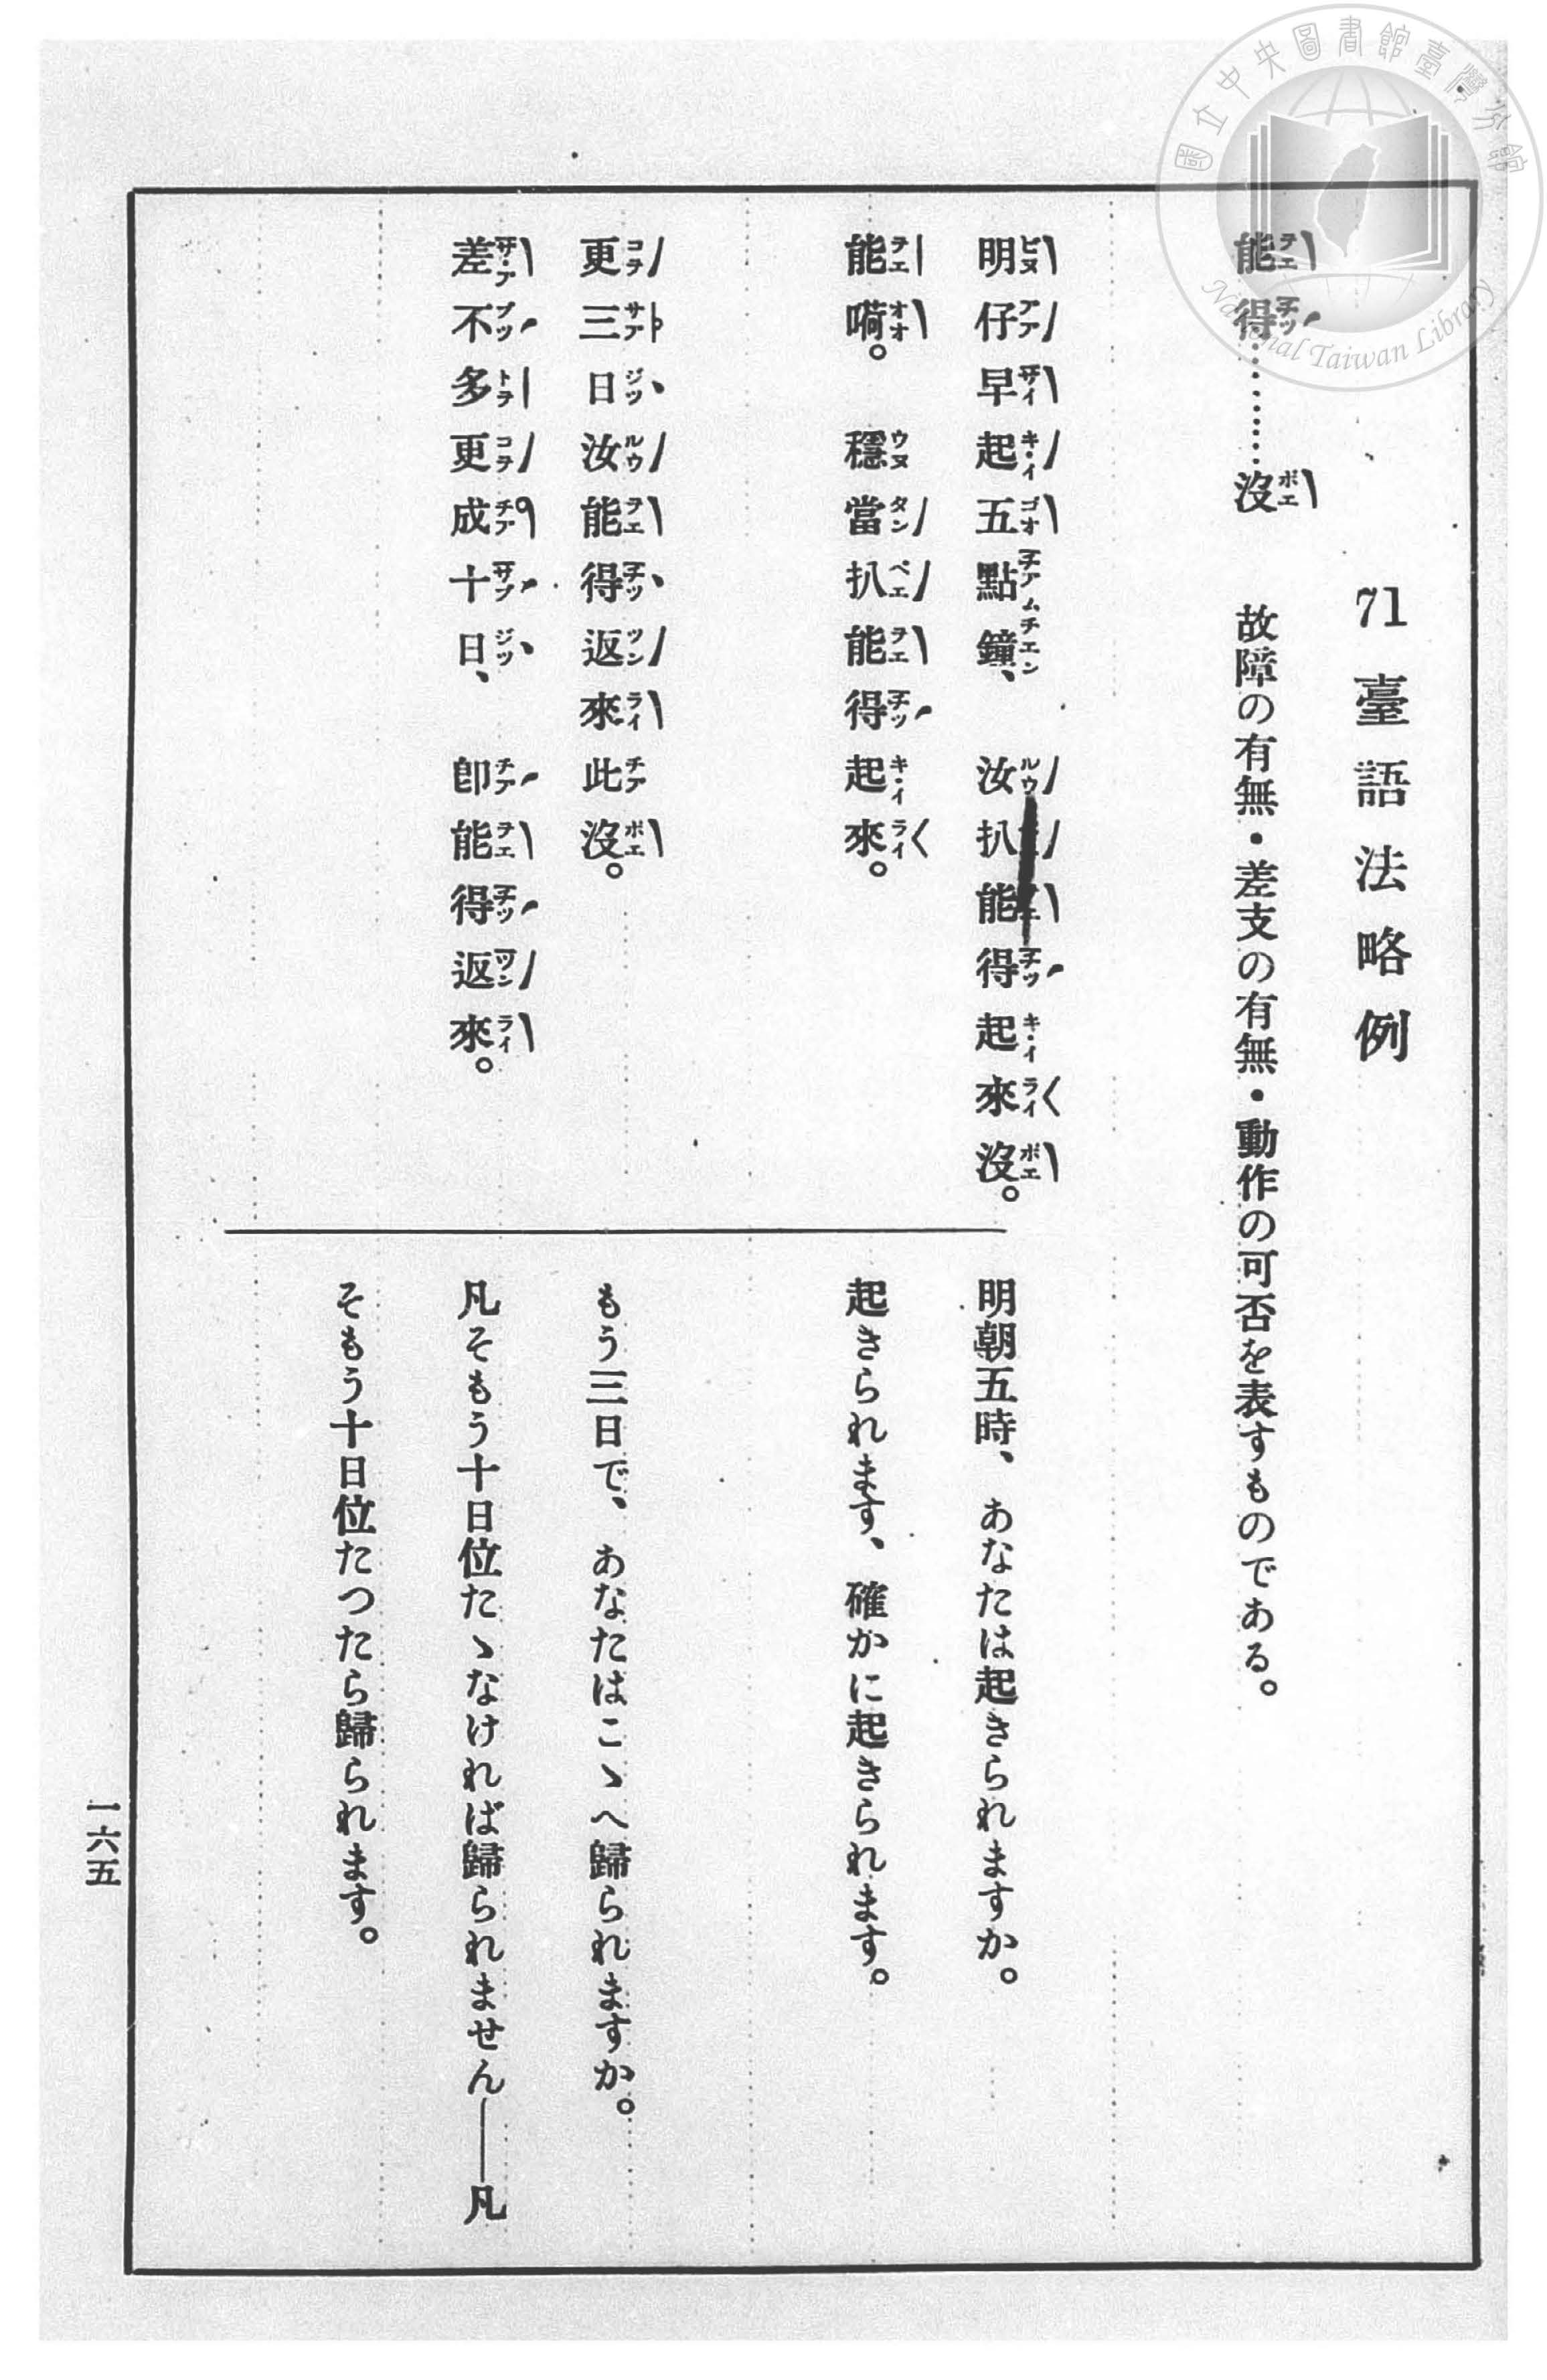 71 臺語法略例
能得………沒 故障の有無・差支の有無・動作の可否を表すものである。
明仔早起五點鐘、汝扒能得起來沒。
明朝五時、あなたは起きられますか。
能嗬。穩當扒能得起來。
起きられます、確かに起きられます。
更三日汝能得返來此沒。
もう三日で、あなたはこゝへ歸られますか。
差不多更成十日、卽能得返來。
凡そもう十日位たゝなければ歸られません――凡
そもう十日位たつたら歸られます。
一六五
國立中央圖書館臺灣分館
National Taiwan Library